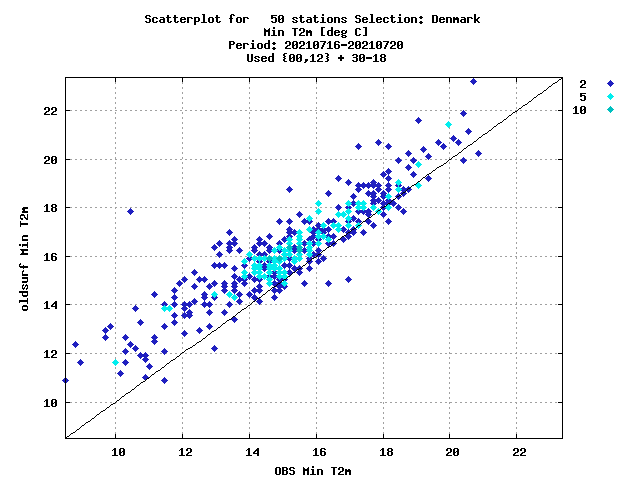 Scatterplot for   50 stations Selection: Denmark
Min T2m [deg C]
Period: 20210716-20210720
Used {00,12} + 30-18
2
5
10
22
20
18
16
14
12
10
oldsurf Min T2m
10 12 14 16 18 20 22
OBS Min T2m